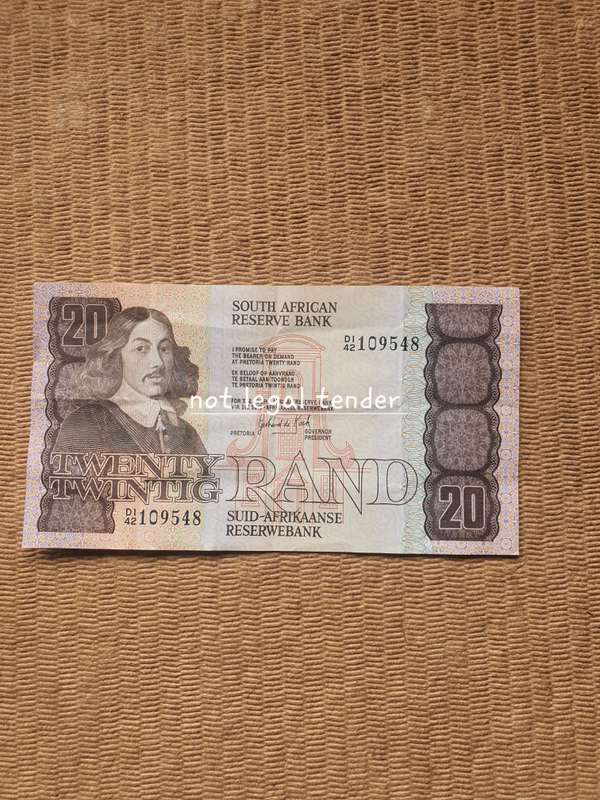 20
SOUTH AFRICAN
RESERVE BANK
DI/42 109548
I PROMISE TO PAY
THE BEARER ON DEMAND
AT PRETORIA TWENTY RAND
EK BELOOF OP AANVRAAG
TE BETAAL AAN TOONDER
TE PRETORIA TWINTIG RAND
not legal tender
PRETORIA
GOVERNOR
PRESIDENT
TWENTY
TWINTIG RAND
20
DI/42 109548
SUID-AFRIKAANSE
RESERWEBANK